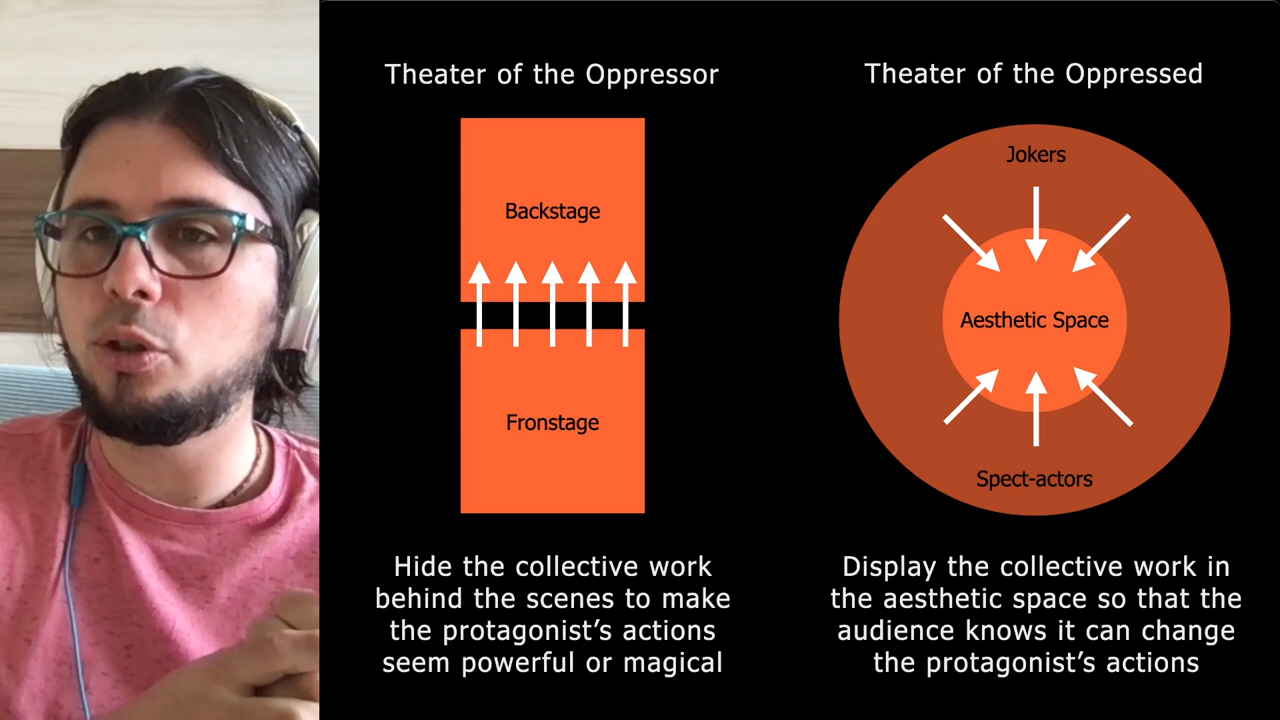 Theater of the Oppressor
Backstage
Fronstage
Hide the collective work
behind the scenes to make
the protagonist's actions
seem powerful or magical
Theater of the Oppressed
Jokers
Aesthetic Space
Spect-actors
Display the collective work in
the aesthetic space so that the
audience knows it can change
the protagonist's actions